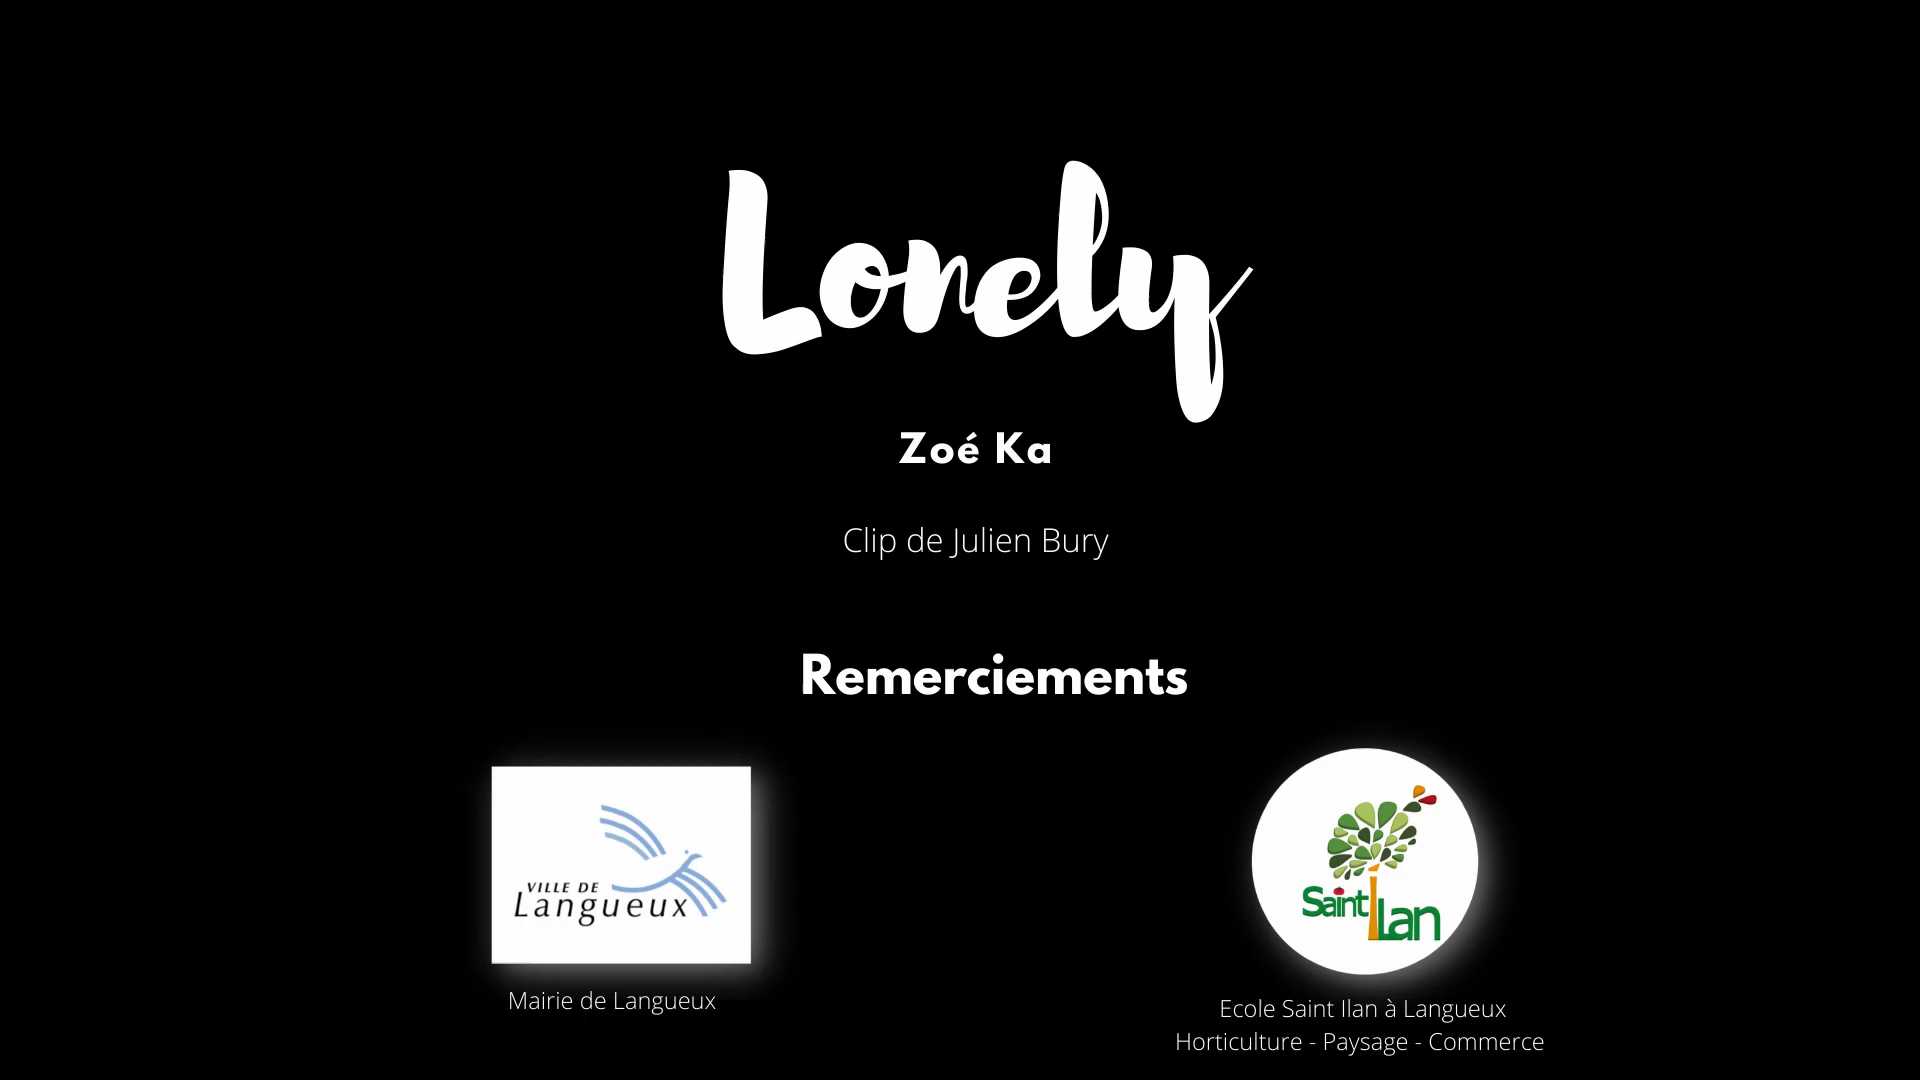 Lonely
Zoé Ka
Clip de Julien Bury
Remerciements
VILLE DE
Langueux
Saint Ilan
Mairie de Langueux
Ecole Saint Ilan à Langueux
Horticulture - Paysage - Commerce